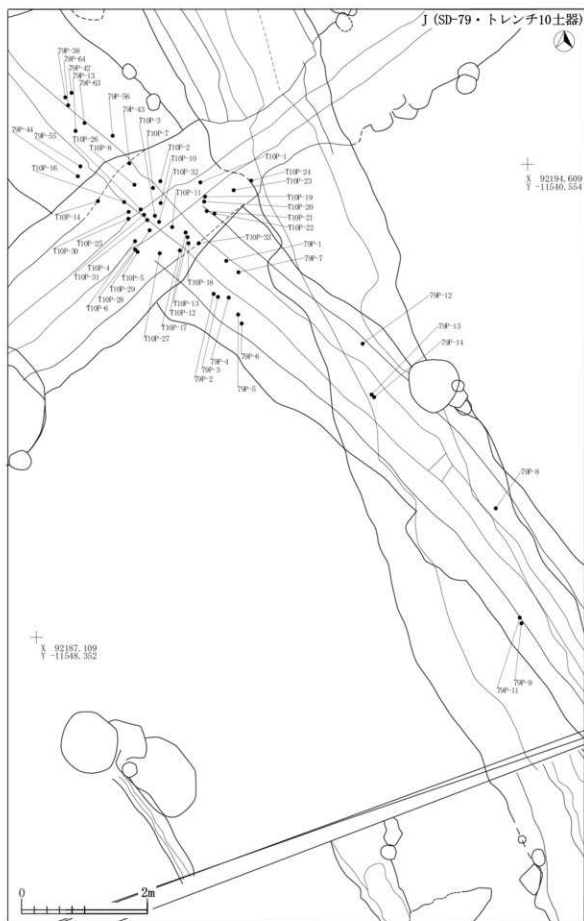 J (SD-79・トレンチ10土器)
79P-38
79P-64
79P-42
79P-13
79P-63
79P-56
79P-43
T10P-3
T10P-7
T10P-2
T10P-10
T10P-32
T10P-11
T10P-1
T10P-24
T10P-23
T10P-19
T10P-20
T10P-21
T10P-22
T10P-33
79P-1
79P-7
79P-44
79P-55
T10P-26
T10P-8
T10P-16
T10P-14
T10P-25
T10P-30
T10P-4
T10P-31
T10P-5
T10P-29
T10P-28
T10P-6
T10P-27
T10P-18
T10P-13
T10P-12
T10P-17
79P-4
79P-3
79P-2
79P-6
79P-5
X 92194.609
Y -11540.554
79P-12
79P-13
79P-14
79P-8
79P-9
79P-11
X 92187.109
Y -11548.352
0 2m